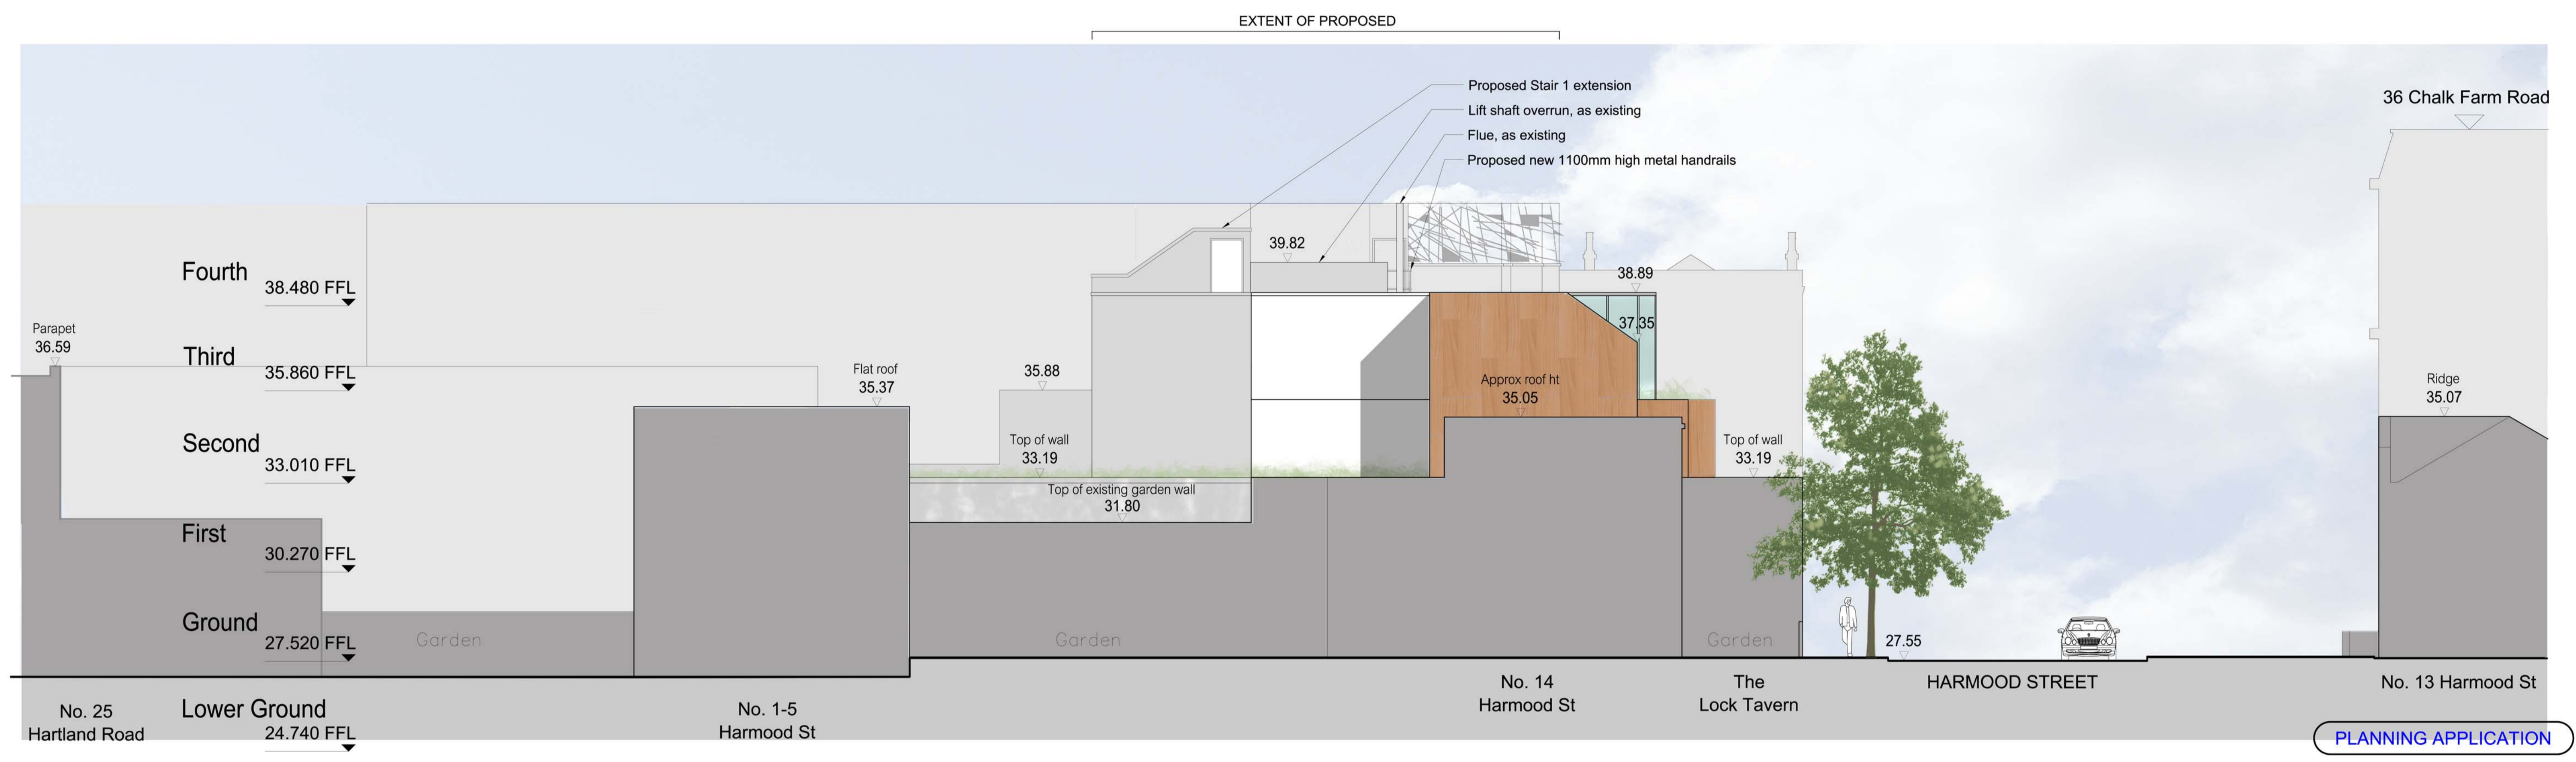 EXTENT OF PROPOSED
Proposed Stair 1 extension
Lift shaft overrun, as existing
Flue, as existing
Proposed new 1100mm high metal handrails
36 Chalk Farm Road
39.82
38.89
37.35
Fourth
38.480 FFL
Parapet
36.59
Third
35.860 FFL
Flat roof
35.37
35.88
Approx roof ht
35.05
Ridge
35.07
Second
33.010 FFL
Top of wall
33.19
Top of wall
33.19
Top of existing garden wall
31.80
First
30.270 FFL
Ground
27.520 FFL
Garden
Garden
Garden
27.55
No. 25
Hartland Road
Lower Ground
24.740 FFL
No. 1-5
Harmood St
No. 14
Harmood St
The
Lock Tavern
HARMOOD STREET
No. 13 Harmood St
PLANNING APPLICATION